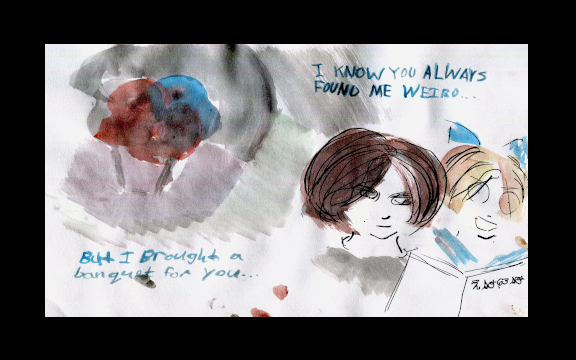 I KNOW YOU ALWAYS
FOUND ME WEIRD...
But I Brought a
banquet for you...